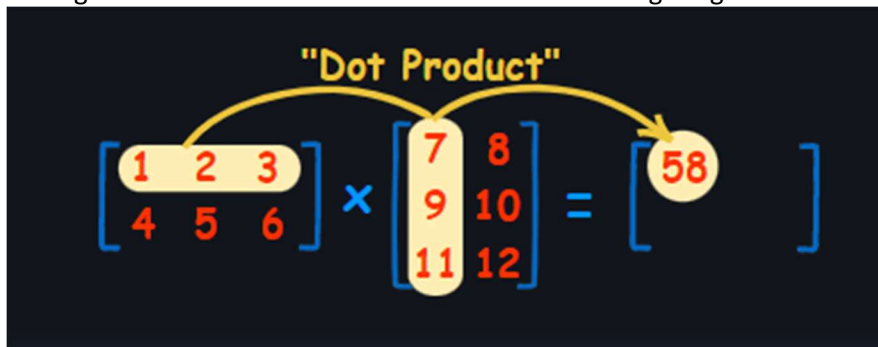 "Dot Product"
[1 2 3] × [7 8] = [58 ]
[4 5 6] [9 10]
[11 12]